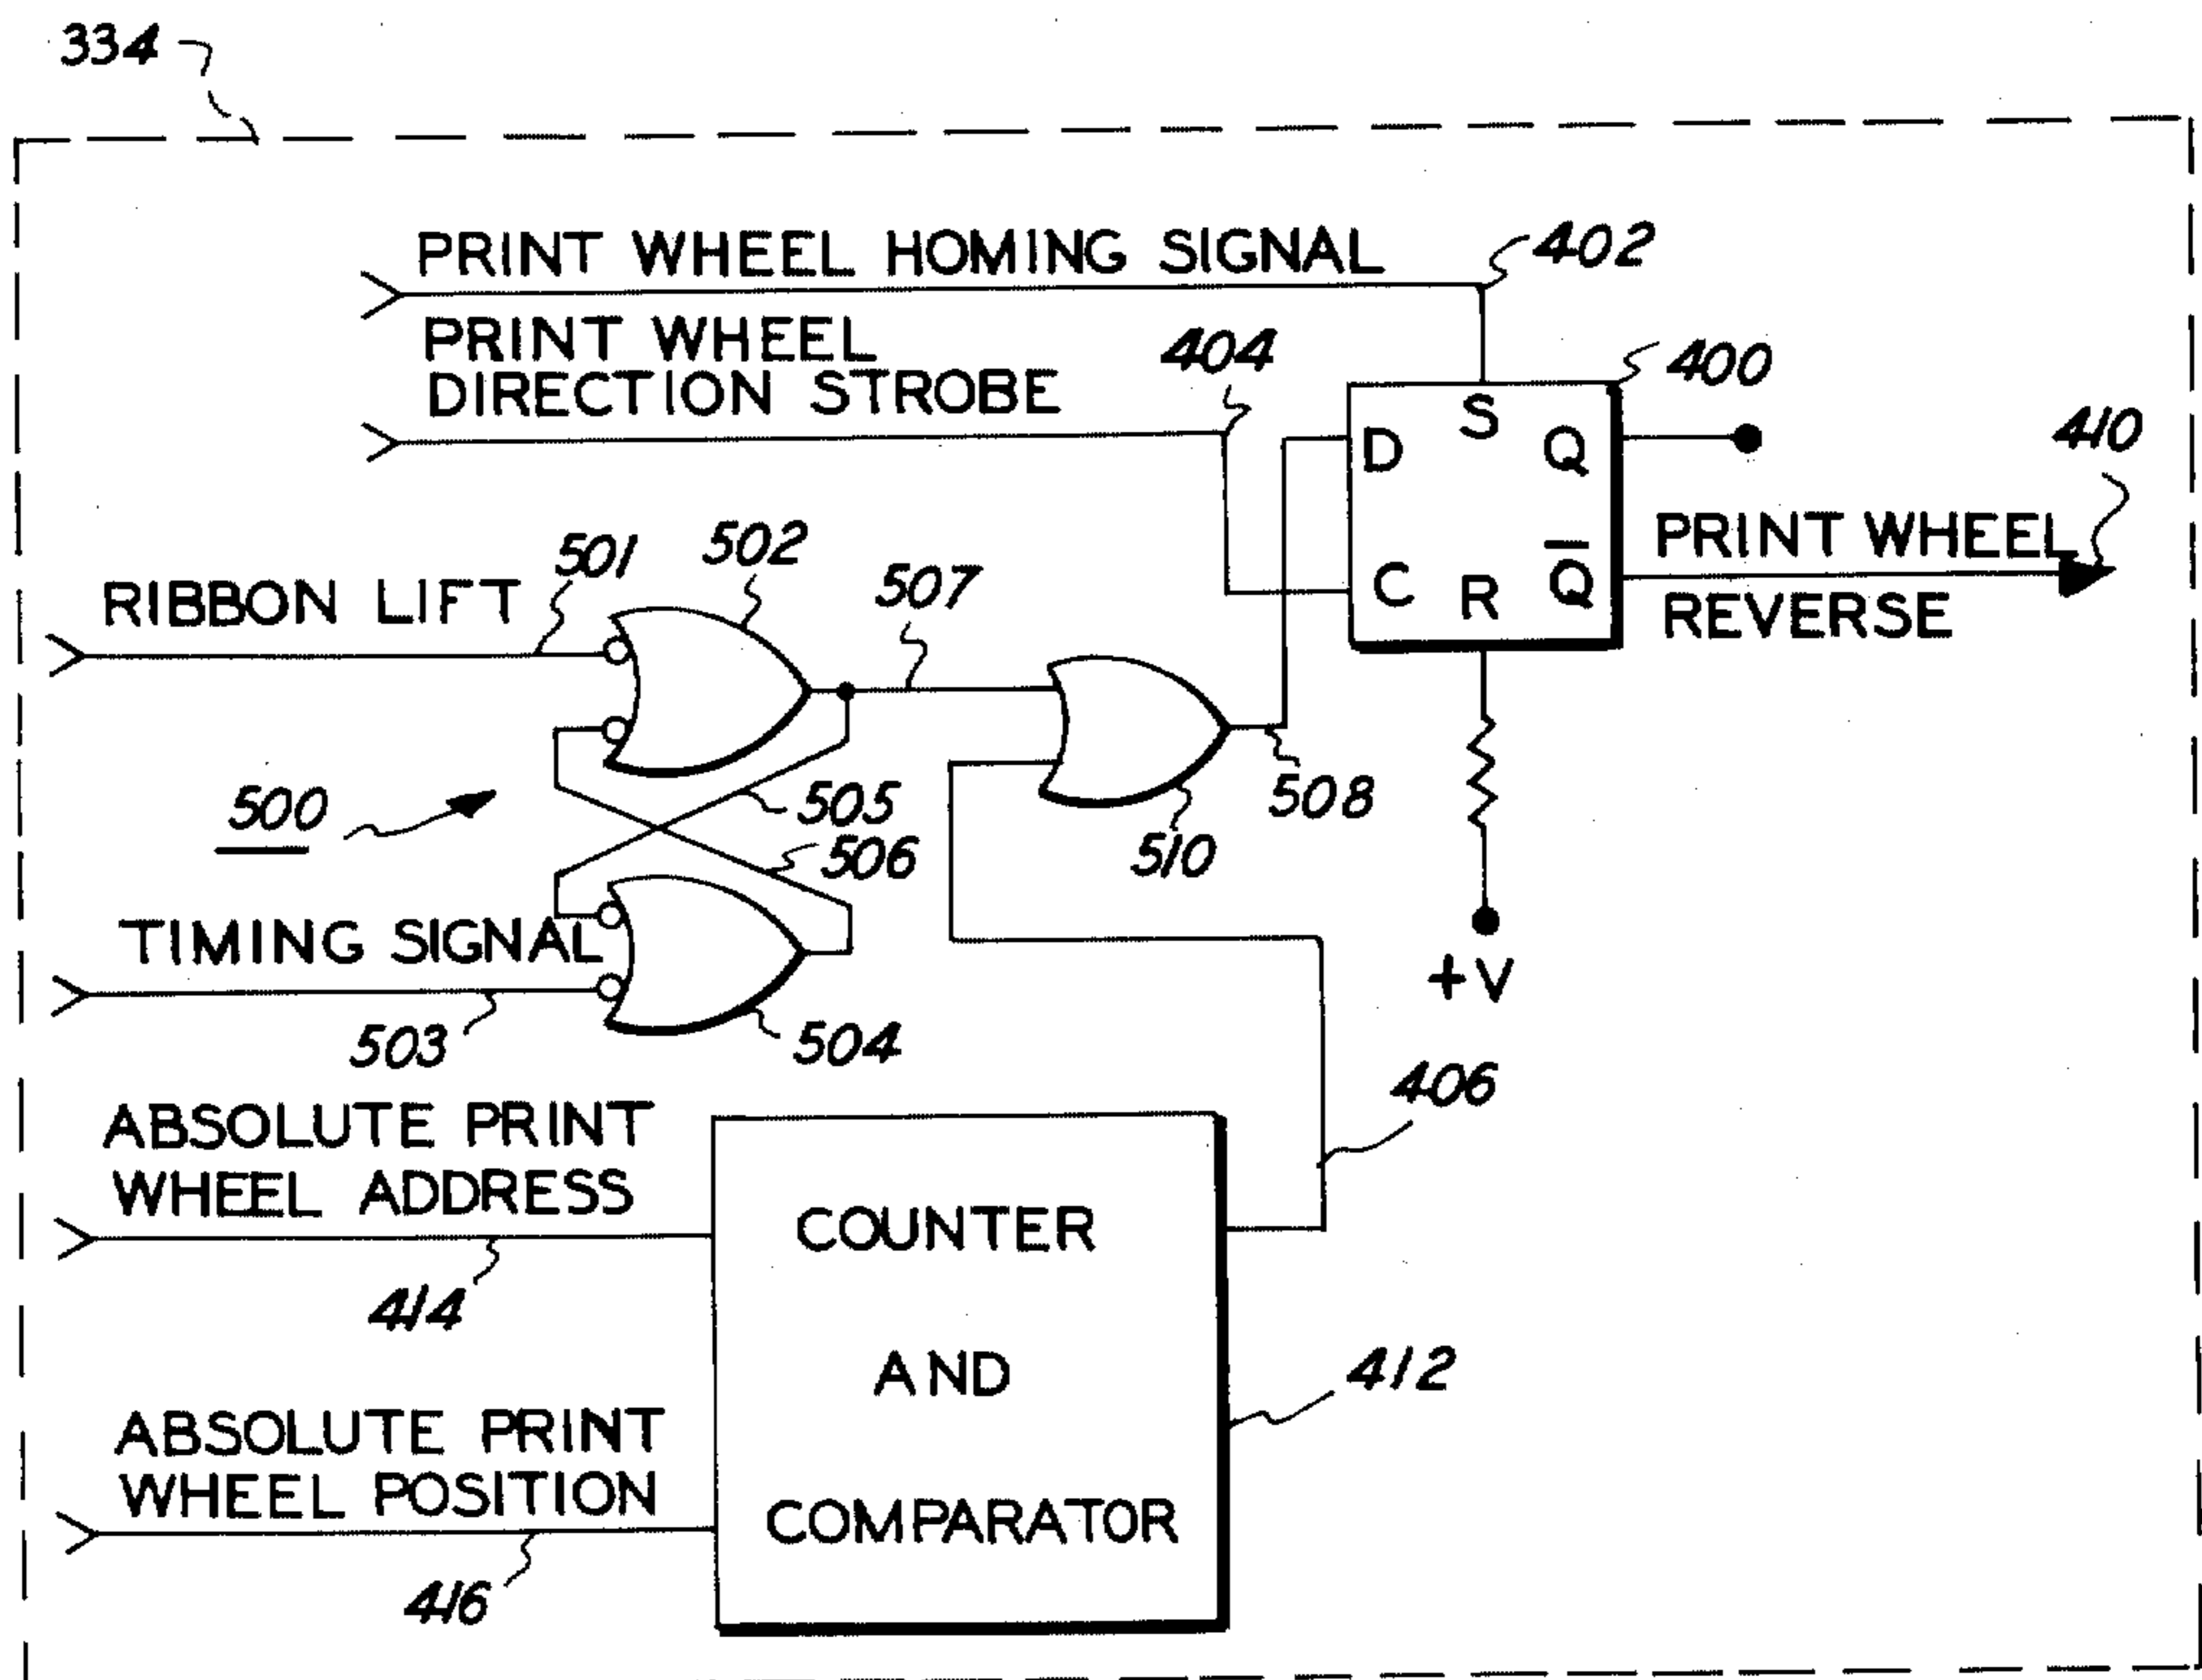 334
PRINT WHEEL HOMING SIGNAL
402
PRINT WHEEL
DIRECTION STROBE
404
400
410
D
S
Q
C
R
Q̅
PRINT WHEEL
REVERSE
RIBBON LIFT
501
502
507
500
505
506
510
508
TIMING SIGNAL
503
504
+V
406
ABSOLUTE PRINT
WHEEL ADDRESS
414
COUNTER
AND
COMPARATOR
412
ABSOLUTE PRINT
WHEEL POSITION
416